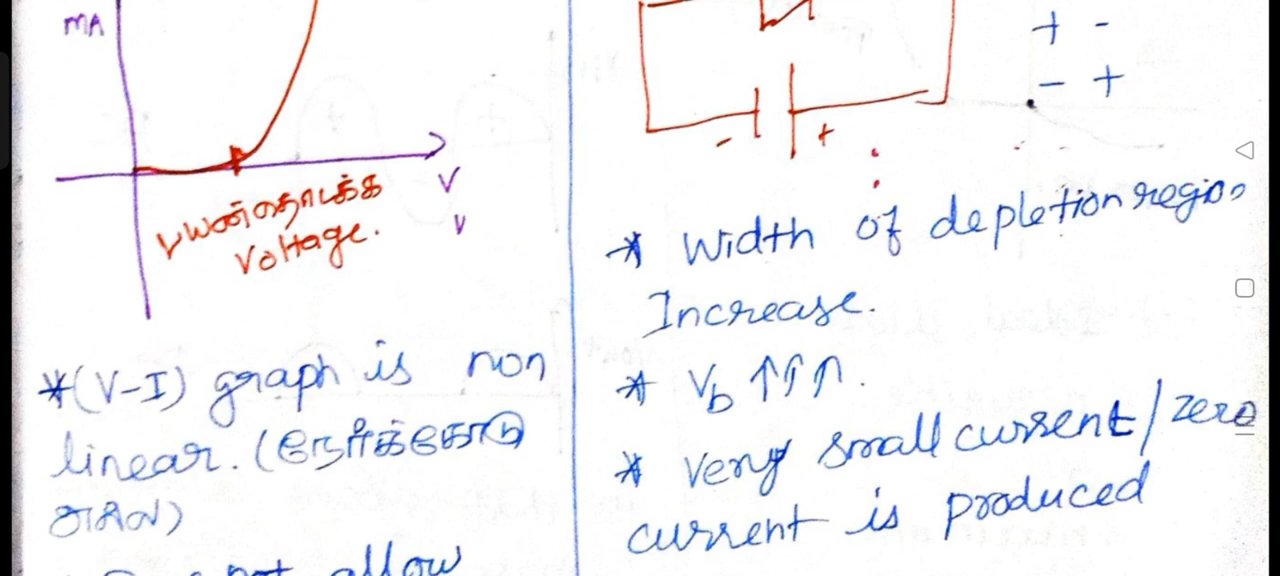 mA
V
V
பயன்தொடக்க
Voltage.
*(V-I) graph is non
linear. (நேர்க்கோடு
அல்ல)
not allow
+ -
- +
- +
* Width of depletion region
Increase.
* Vb ↑↑↑.
* Very small current/zero
current is produced